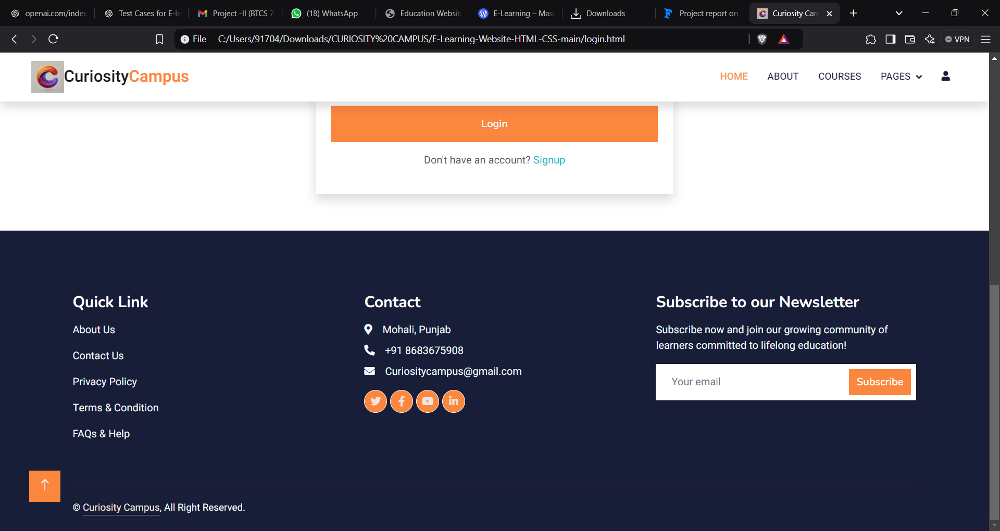 openai.com/index
Test Cases for E-le
Project -II (BTCS 7
(18) WhatsApp
Education Websit
E-Learning – Mas
Downloads
Project report on
Curiosity Cam
File
C:/Users/91704/Downloads/CURIOSITY%20CAMPUS/E-Learning-Website-HTML-CSS-main/login.html
VPN
CuriosityCampus
HOME
ABOUT
COURSES
PAGES
Login
Don't have an account? Signup
Quick Link
About Us
Contact Us
Privacy Policy
Terms & Condition
FAQs & Help
Contact
Mohali, Punjab
+91 8683675908
Curiositycampus@gmail.com
Subscribe to our Newsletter
Subscribe now and join our growing community of
learners committed to lifelong education!
Your email
Subscribe
© Curiosity Campus, All Right Reserved.